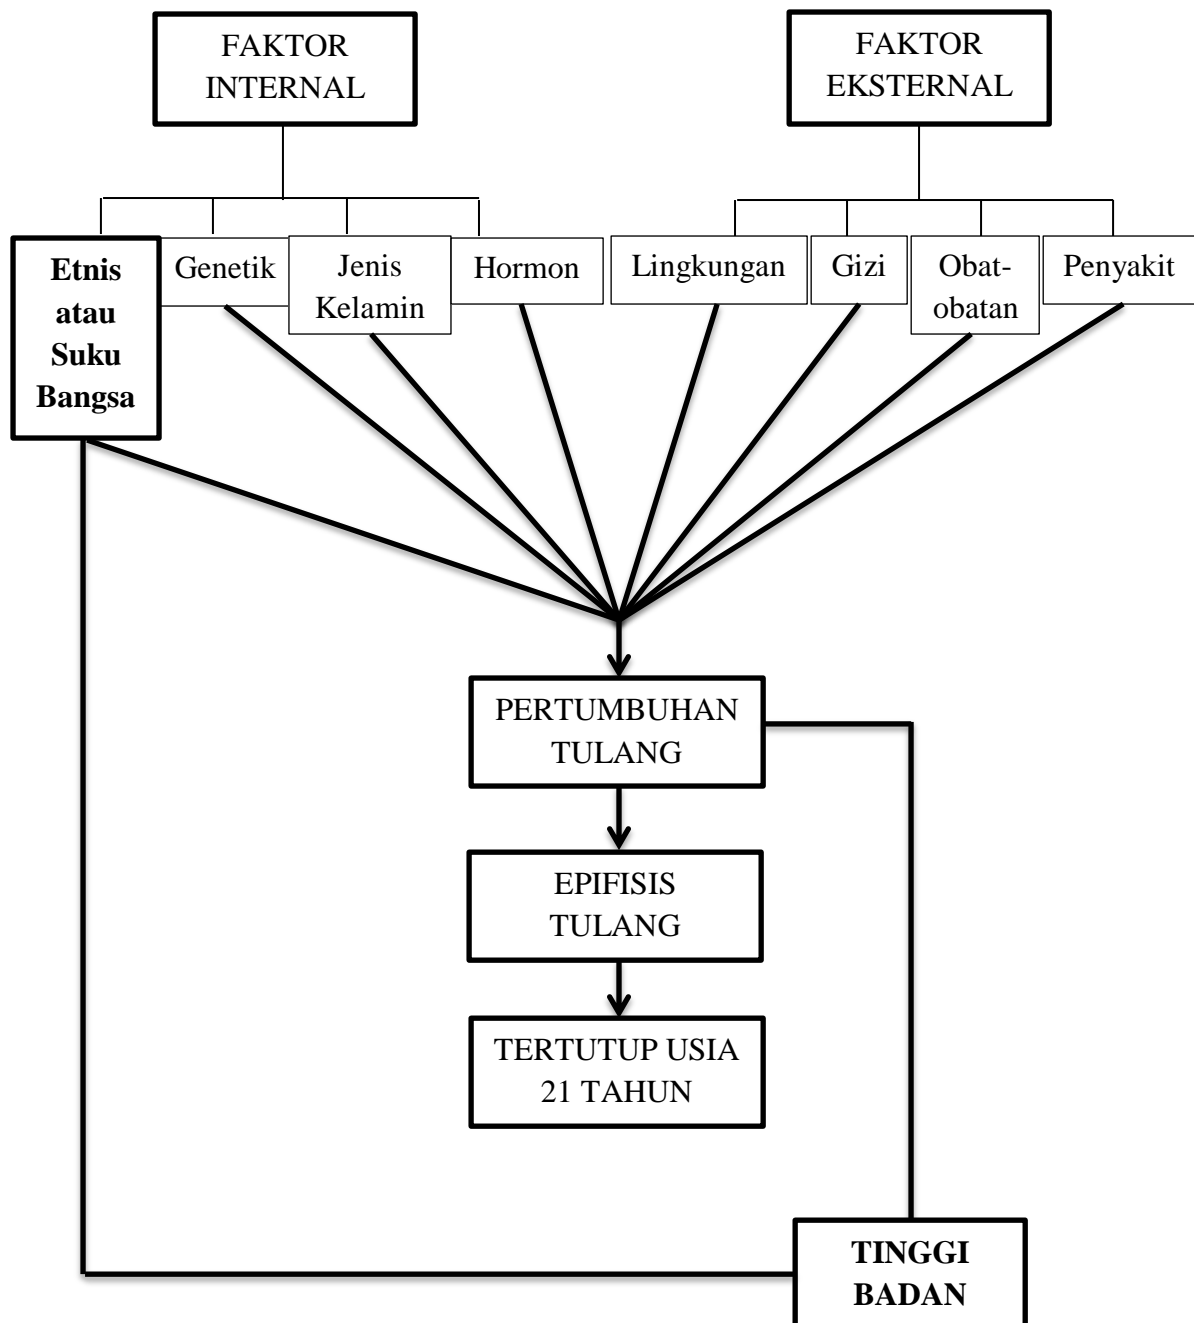 FAKTOR
INTERNAL
FAKTOR
EKSTERNAL
Etnis
atau
Suku
Bangsa
Genetik
Jenis
Kelamin
Hormon
Lingkungan
Gizi
Obat-
obatan
Penyakit
PERTUMBUHAN
TULANG
EPIFISIS
TULANG
TERTUTUP USIA
21 TAHUN
TINGGI
BADAN